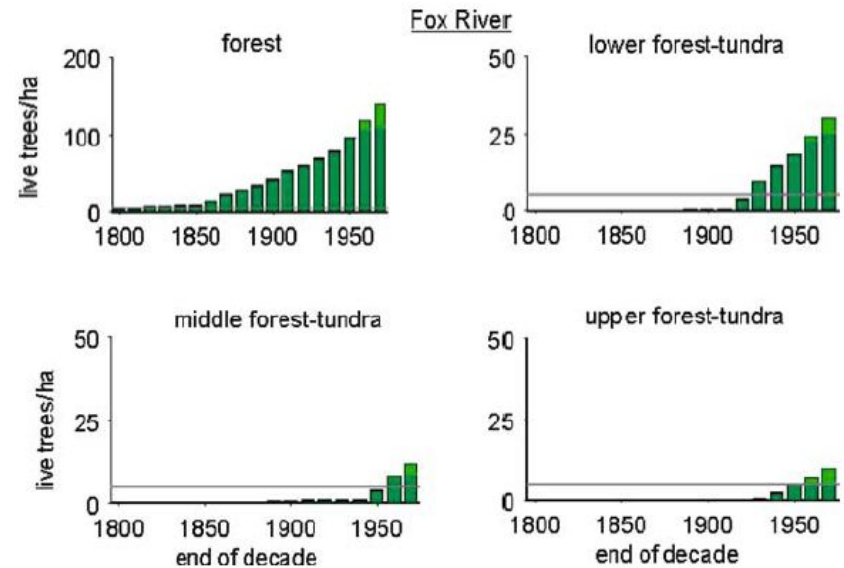 Fox River
forest
200
100
0
live trees/ha
1800 1850 1900 1950
lower forest-tundra
50
25
0
1800 1850 1900 1950
middle forest-tundra
50
25
0
live trees/ha
1800 1850 1900 1950
end of decade
upper forest-tundra
50
25
0
1800 1850 1900 1950
end of decade